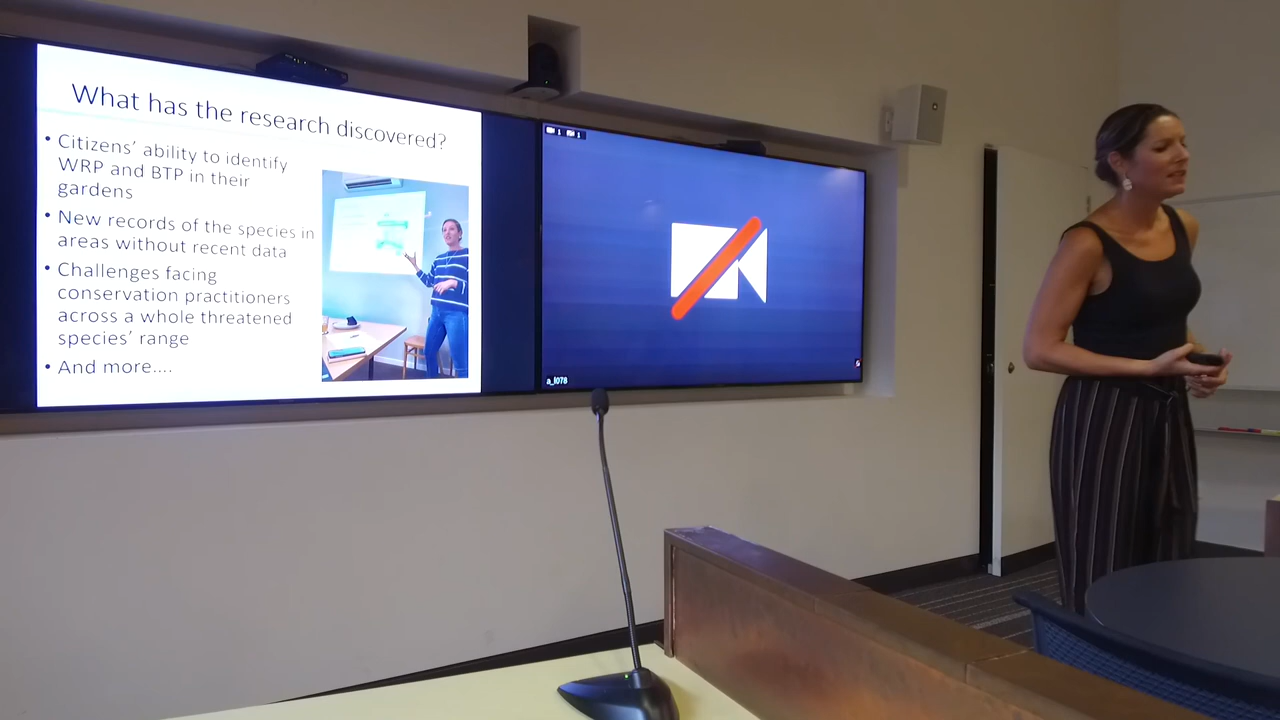 What has the research discovered?
• Citizens' ability to identify
WRP and BTP in their
gardens
• New records of the species in
areas without recent data
• Challenges facing
conservation practitioners
across a whole threatened
species' range
• And more....
a_l078